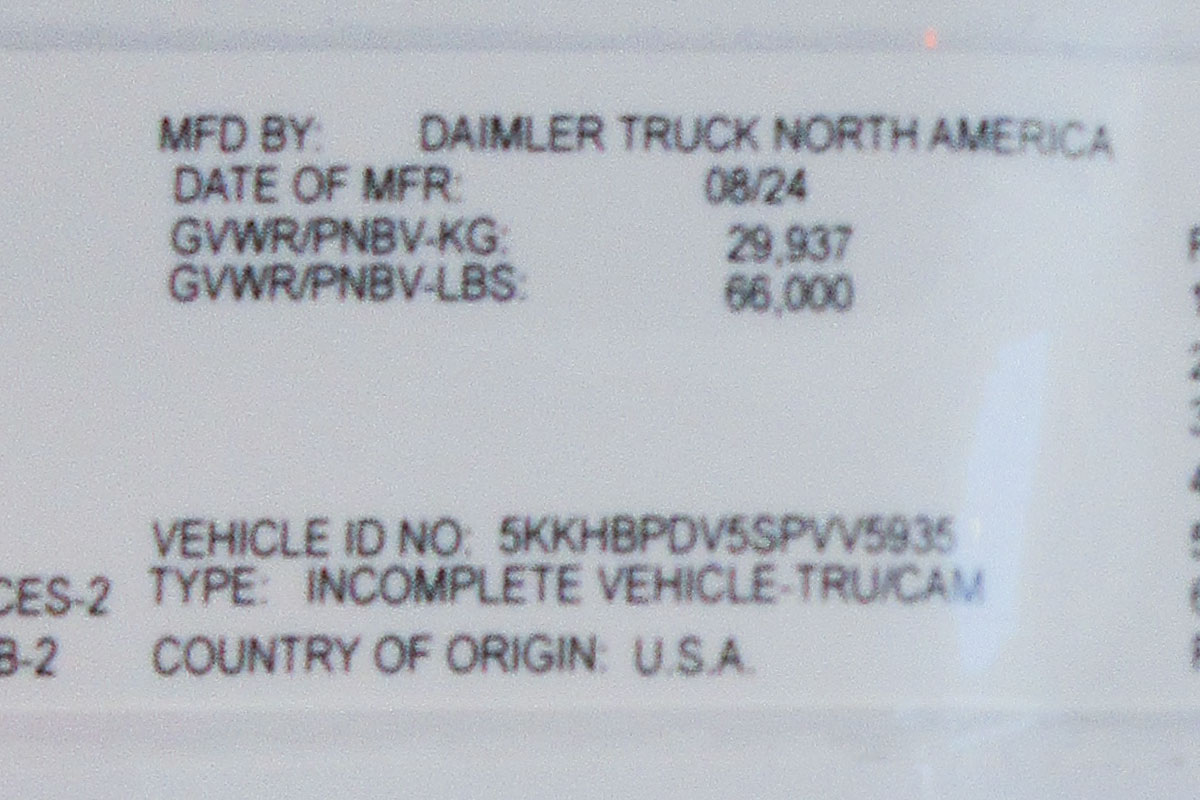 MFD BY: DAIMLER TRUCK NORTH AMERICA
DATE OF MFR: 08/24
GVWR/PNBV-KG: 29,937
GVWR/PNBV-LBS: 66,000
VEHICLE ID NO: 5KKHBPDV5SPVV5935
CES-2 TYPE: INCOMPLETE VEHICLE-TRU/CAM
B-2 COUNTRY OF ORIGIN: U.S.A.